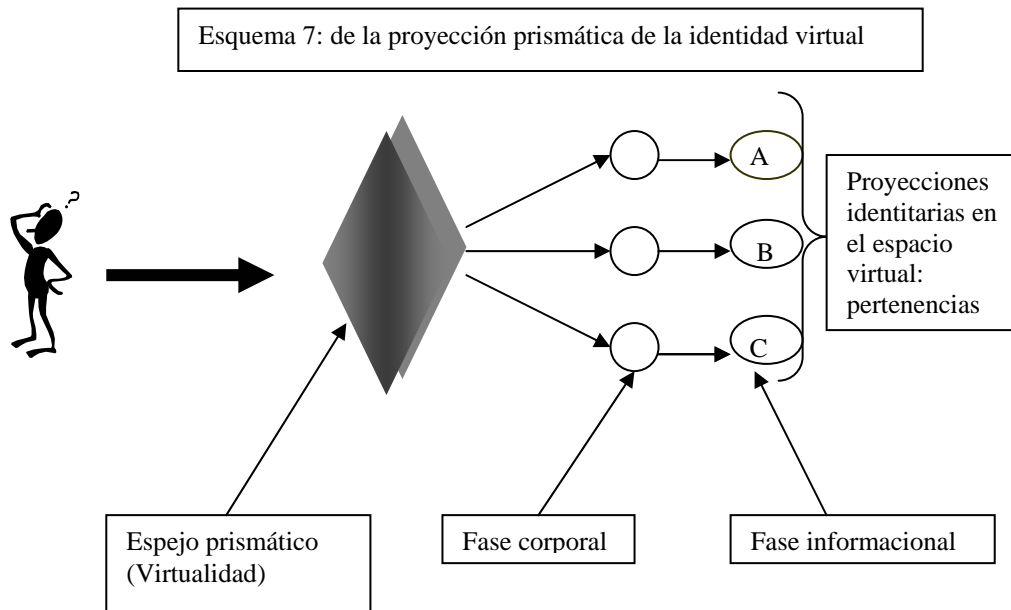 Esquema 7: de la proyección prismática de la identidad virtual
?
A
B
C
Proyecciones
identitarias en
el espacio
virtual:
pertenencias
Espejo prismático
(Virtualidad)
Fase corporal
Fase informacional